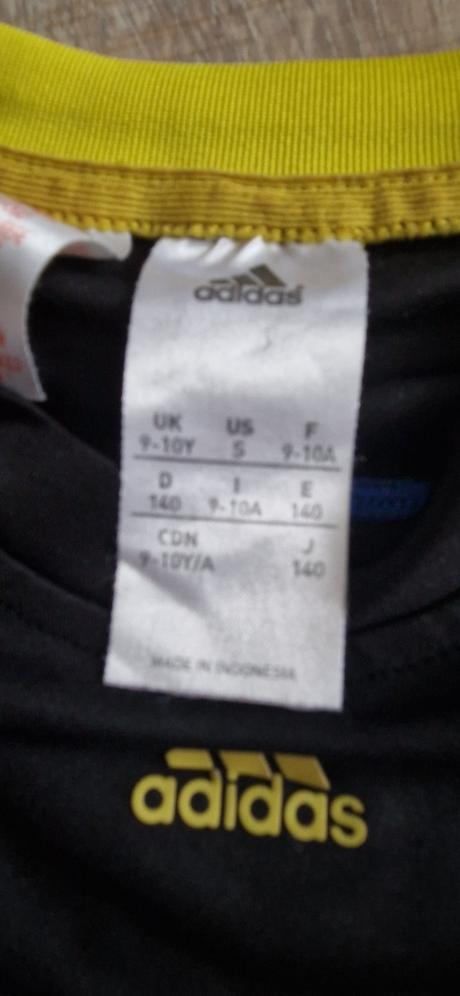 adidas
UK US F
9-10Y S 9-10A
D I E
140 9-10A 140
CDN J
9-10Y/A 140
MADE IN INDONESIA
adidas